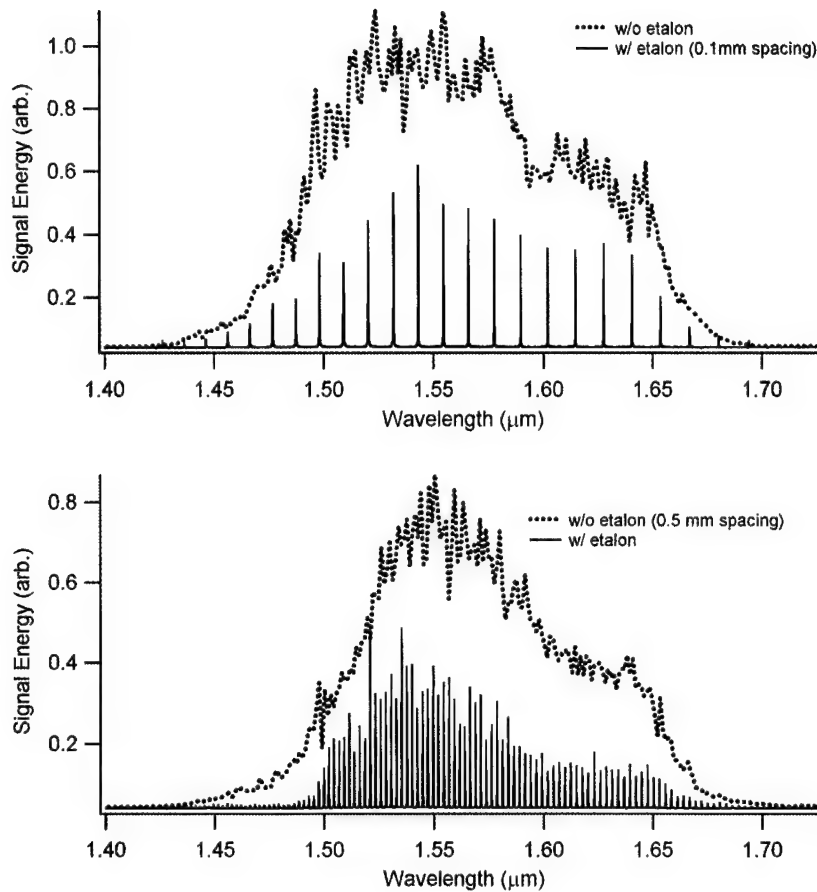 w/o etalon
w/ etalon (0.1mm spacing)
Signal Energy (arb.)
1.0
0.8
0.6
0.4
0.2
1.40 1.45 1.50 1.55 1.60 1.65 1.70
Wavelength (μm)
w/o etalon (0.5 mm spacing)
w/ etalon
Signal Energy (arb.)
0.8
0.6
0.4
0.2
1.40 1.45 1.50 1.55 1.60 1.65 1.70
Wavelength (μm)